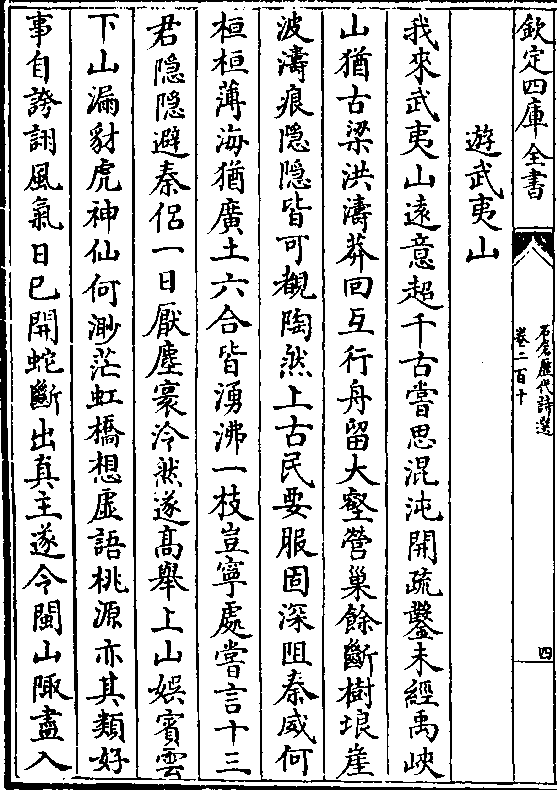 欽定四庫全書
石倉歷代詩選
卷二百十
四
遊武夷山
我來武夷山遠意超千古嘗思混沌開疏鑿未經禹峽
山猶古梁洪濤莽回互行舟留大壑營巢餘斷樹埌崖
波濤痕隱隱皆可覩陶然上古民要服固深阻秦威何
桓桓薄海猶廣土六合皆湧沸一枝豈寧處嘗言十三
君隱隱避秦侶一日厭塵豪泠然遂髙舉上山娯賓雲
下山漏豺虎神仙何渺茫虹橋想虛語桃源亦其類好
事自誇詡風氣日已開蛇斷出真主遂令閩山陬盡入